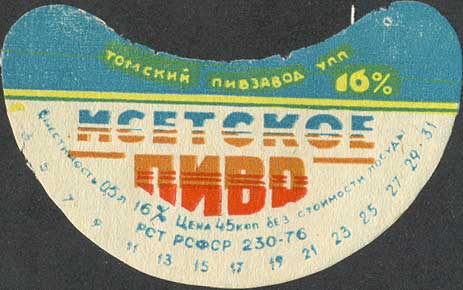 ТОМСКИЙ ПИВЗАВОД УПП
16%
ИСЕТСКОЕ
ПИВО
ВМЕСТИМОСТЬ 0,5 Л 16% ЦЕНА 45 КОП БЕЗ СТОИМОСТИ ПОСУДЫ
РСТ РСФСР 230-76
3 5 7 9 11 13 15 17 19 21 23 25 27 29-31